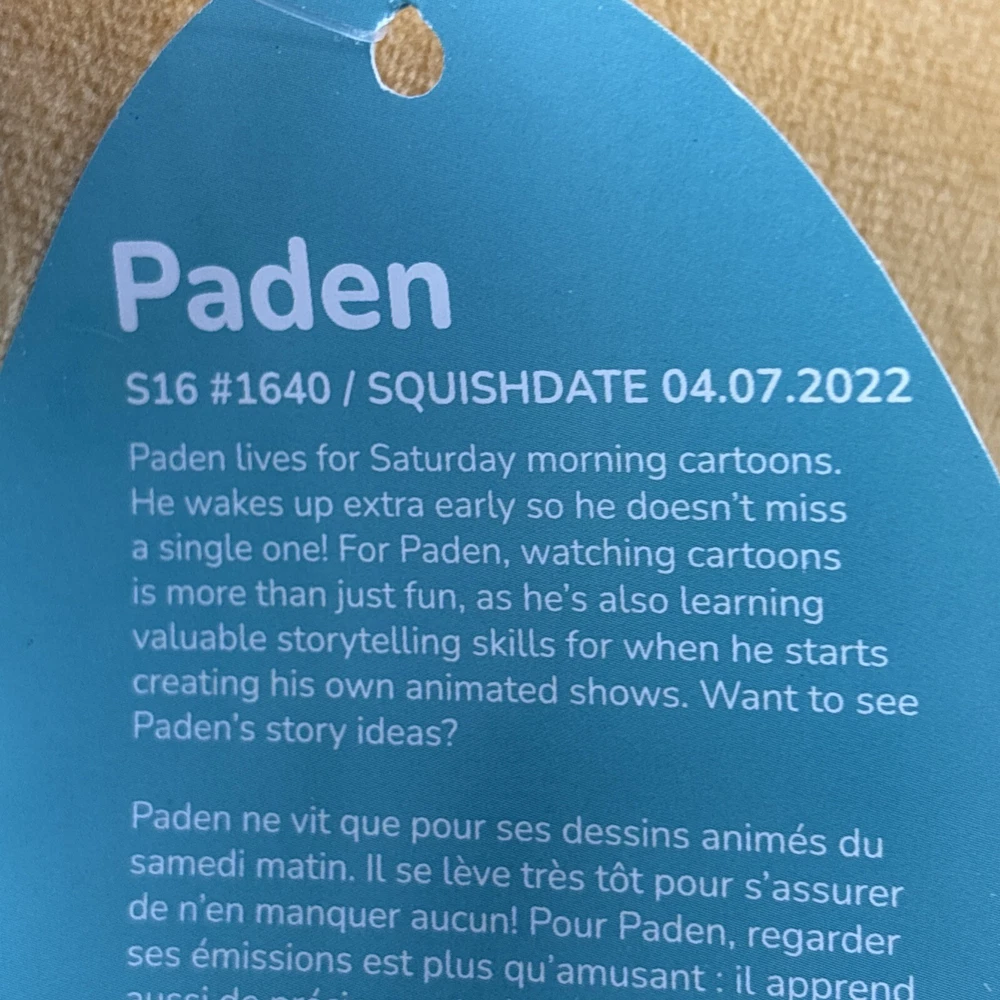 Paden
S16 #1640 / SQUISHDATE 04.07.2022
Paden lives for Saturday morning cartoons.
He wakes up extra early so he doesn't miss
a single one! For Paden, watching cartoons
is more than just fun, as he's also learning
valuable storytelling skills for when he starts
creating his own animated shows. Want to see
Paden's story ideas?
Paden ne vit que pour ses dessins animés du
samedi matin. Il se lève très tôt pour s'assurer
de n'en manquer aucun! Pour Paden, regarder
ses émissions est plus qu'amusant : il apprend
aussi de